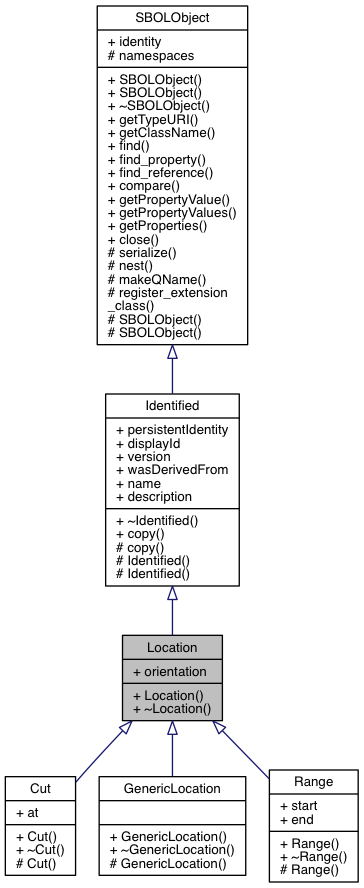 SBOLObject
+ identity
# namespaces
+ SBOLObject()
+ SBOLObject()
+ ~SBOLObject()
+ getTypeURI()
+ getClassName()
+ find()
+ find_property()
+ find_reference()
+ compare()
+ getPropertyValue()
+ getPropertyValues()
+ getProperties()
+ close()
# serialize()
# nest()
# makeQName()
# register_extension
_class()
# SBOLObject()
# SBOLObject()
Identified
+ persistentIdentity
+ displayId
+ version
+ wasDerivedFrom
+ name
+ description
+ ~Identified()
+ copy()
# copy()
# Identified()
# Identified()
Location
+ orientation
+ Location()
+ ~Location()
Cut
+ at
+ Cut()
+ ~Cut()
# Cut()
GenericLocation
+ GenericLocation()
+ ~GenericLocation()
# GenericLocation()
Range
+ start
+ end
+ Range()
+ ~Range()
# Range()